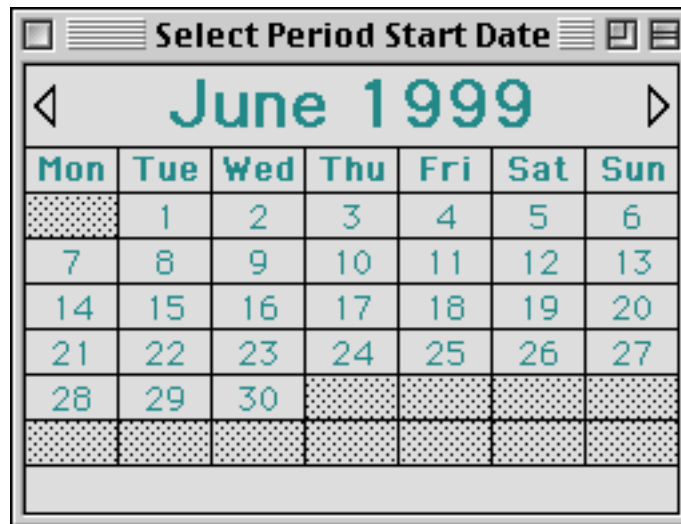 Select Period Start Date
June 1999
Mon Tue Wed Thu Fri Sat Sun
1 2 3 4 5 6
7 8 9 10 11 12 13
14 15 16 17 18 19 20
21 22 23 24 25 26 27
28 29 30